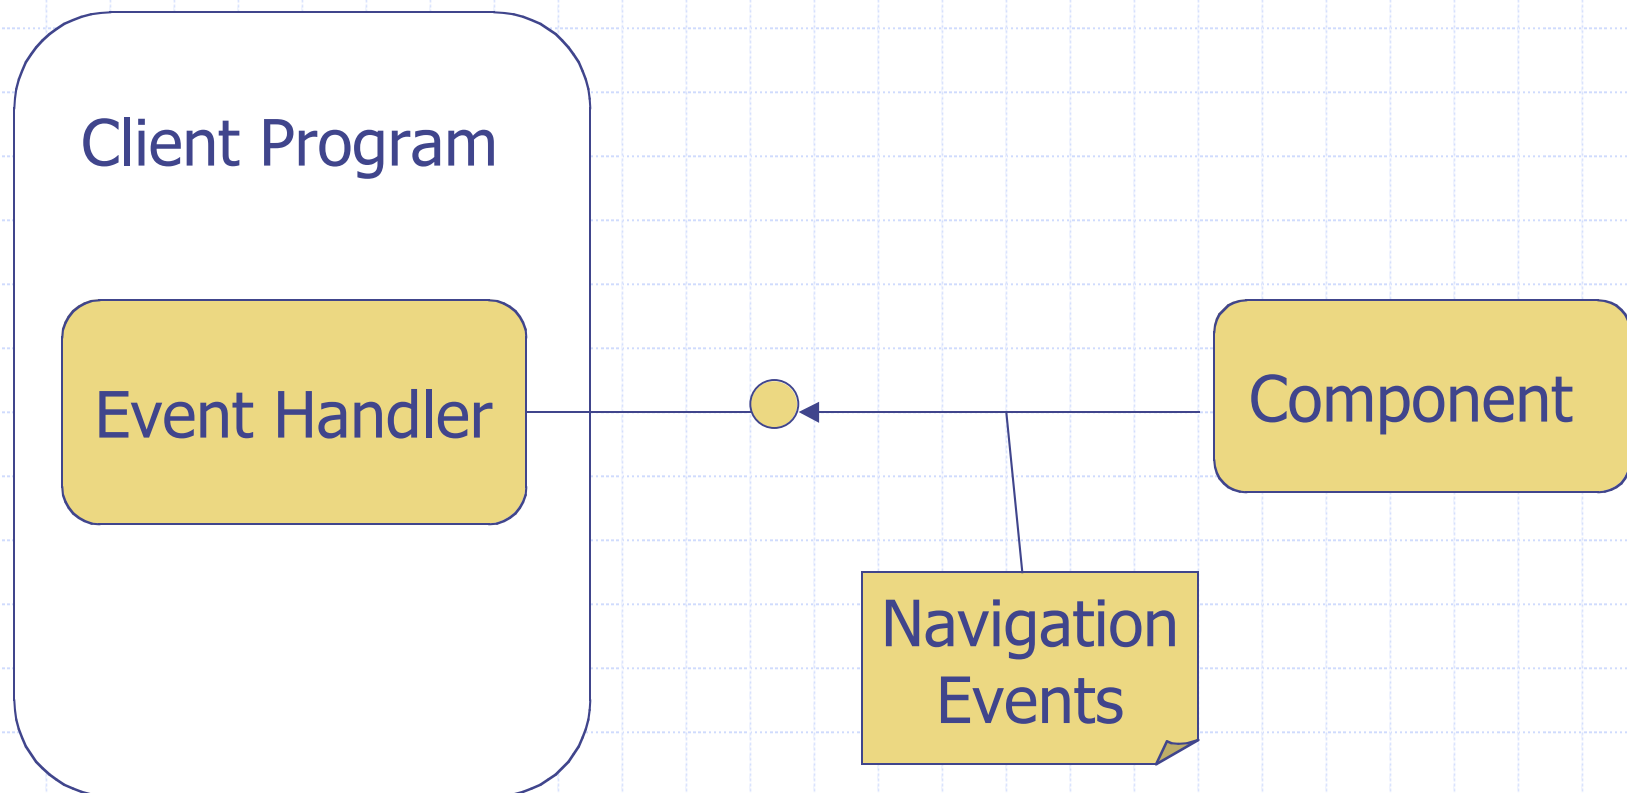 Client Program
Event Handler
Component
Navigation
Events